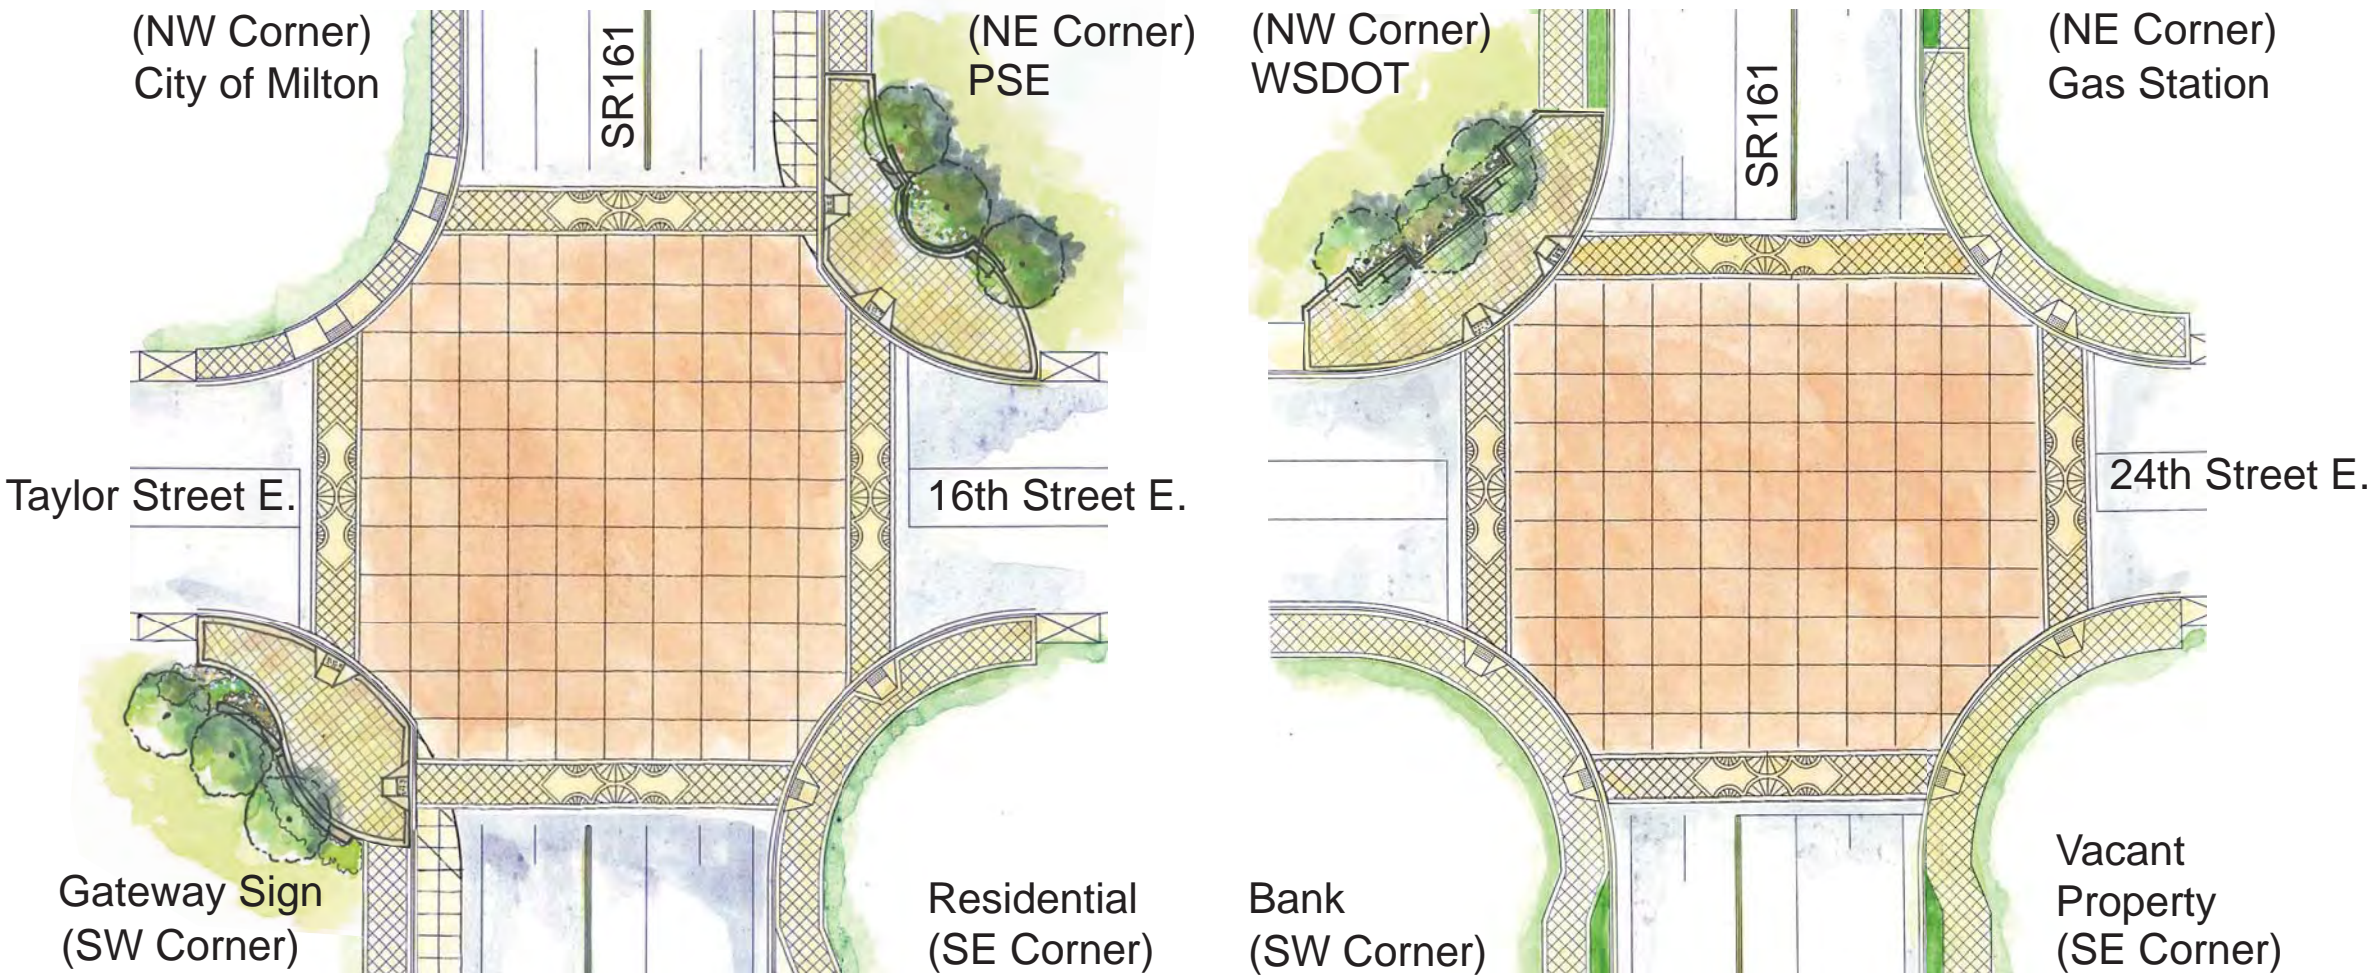 (NW Corner)
City of Milton
SR161
(NE Corner)
PSE
Taylor Street E.
16th Street E.
Gateway Sign
(SW Corner)
Residential
(SE Corner)
(NW Corner)
WSDOT
SR161
(NE Corner)
Gas Station
24th Street E.
Bank
(SW Corner)
Vacant
Property
(SE Corner)